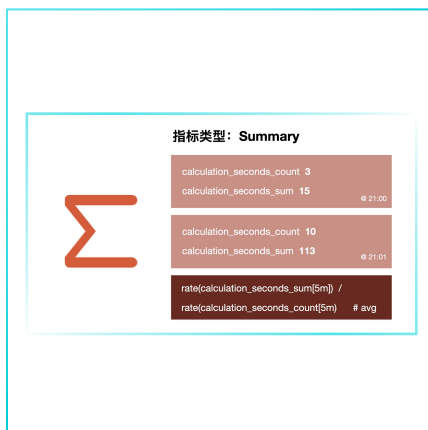 指标类型：Summary
calculation_seconds_count 3
calculation_seconds_sum 15
@ 21:00
calculation_seconds_count 10
calculation_seconds_sum 113
@ 21:01
rate(calculation_seconds_sum[5m]) /
rate(calculation_seconds_count[5m) # avg